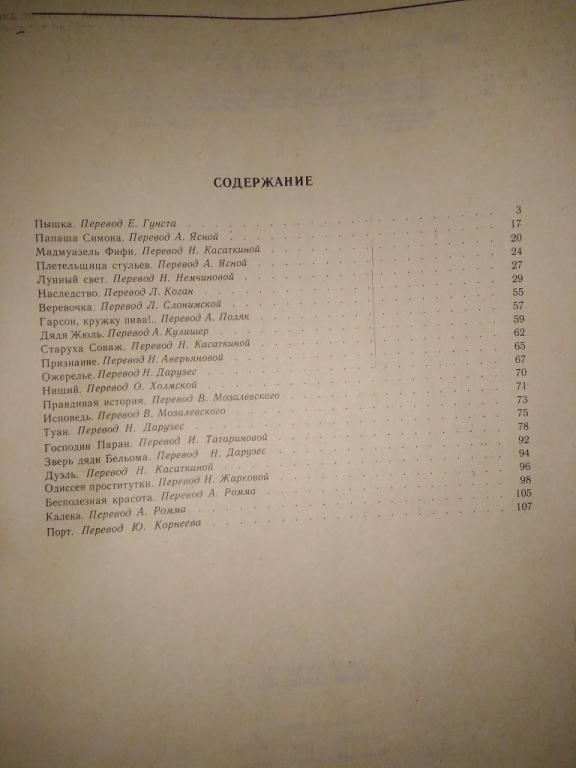 СОДЕРЖАНИЕ
Пышка. Перевод Е. Гунста . . . 3
Папаша Симона. Перевод А. Ясной . . . 17
Мадмуазель Фифи. Перевод Н. Касаткиной . . . 20
Плетельщица стульев. Перевод А. Ясной . . . 24
Лунный свет. Перевод Н. Немчиновой . . . 27
Наследство. Перевод Л. Коган . . . 29
Веревочка. Перевод Л. Слонимской . . . 55
Гарсон, кружку пива!.. Перевод А. Поляк . . . 57
Дядя Жюль. Перевод А. Кулишер . . . 59
Старуха Соваж. Перевод Н. Касаткиной . . . 62
Признание. Перевод Н. Аверьяновой . . . 65
Ожерелье. Перевод Н. Дарузес . . . 67
Нищий. Перевод О. Холмской . . . 70
Правдивая история. Перевод В. Мозалевского . . . 71
Исповедь. Перевод В. Мозалевского . . . 73
Туан. Перевод Н. Дарузес . . . 75
Господин Паран. Перевод И. Татариновой . . . 78
Зверь дяди Бельома. Перевод Н. Дарузес . . . 92
Дуэль. Перевод Н. Касаткиной . . . 94
Одиссея проститутки. Перевод Н. Жарковой . . . 96
Бесполезная красота. Перевод А. Ромма . . . 98
Калека. Перевод А. Ромма . . . 105
Порт. Перевод Ю. Корнеева . . . 107